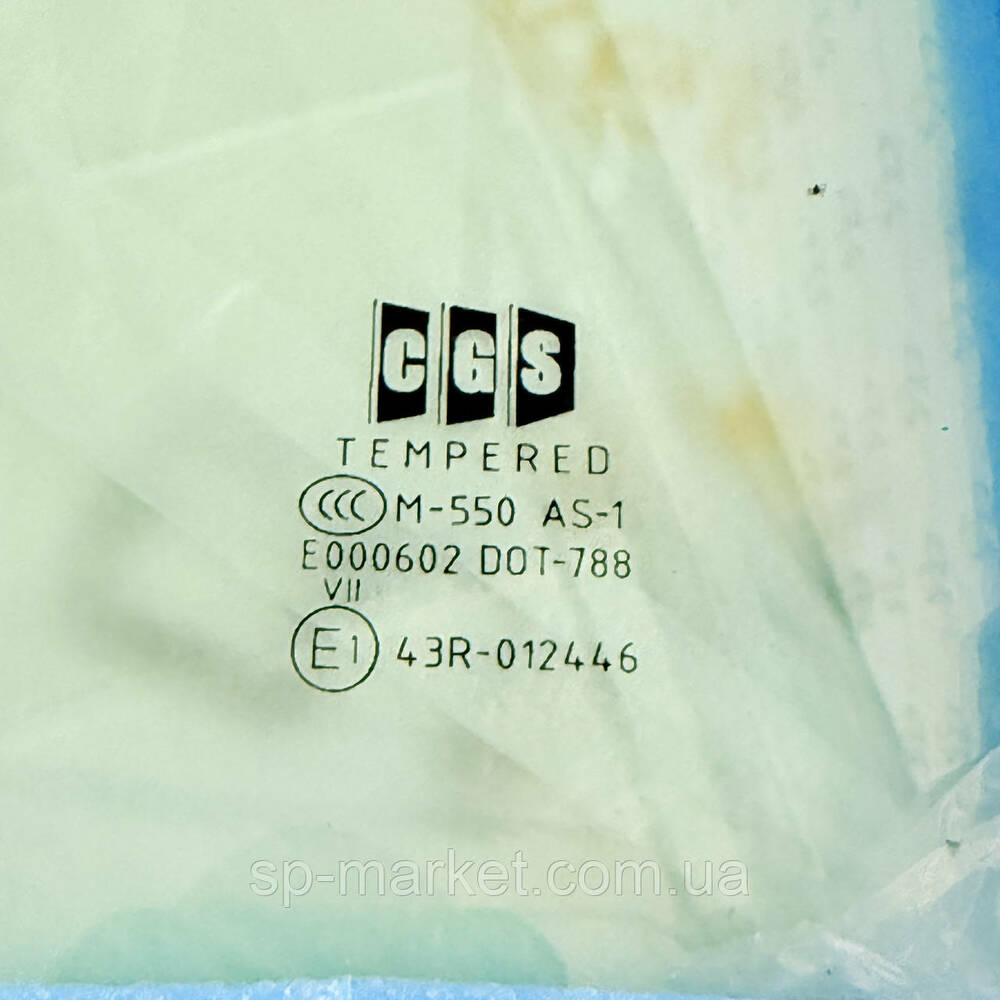 CGS
TEMPERED
CCC M-550 AS-1
E000602 DOT-788
VII
E1 43R-012446
sp-market.com.ua